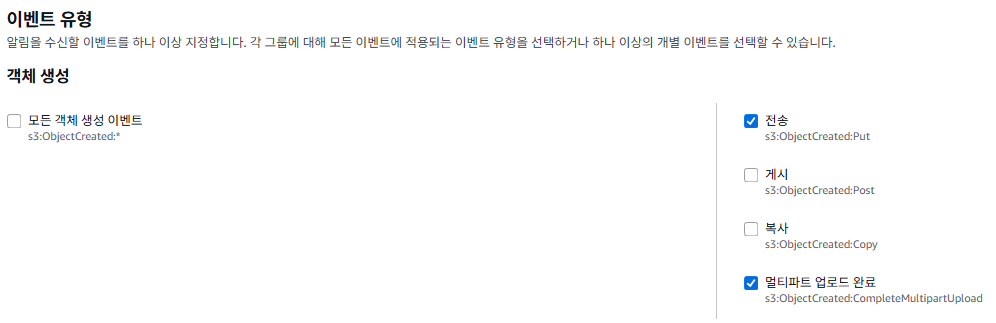 이벤트 유형
알림을 수신할 이벤트를 하나 이상 지정합니다. 각 그룹에 대해 모든 이벤트에 적용되는 이벤트 유형을 선택하거나 하나 이상의 개별 이벤트를 선택할 수 있습니다.
객체 생성
모든 객체 생성 이벤트
s3:ObjectCreated:*
전송
s3:ObjectCreated:Put
게시
s3:ObjectCreated:Post
복사
s3:ObjectCreated:Copy
멀티파트 업로드 완료
s3:ObjectCreated:CompleteMultipartUpload